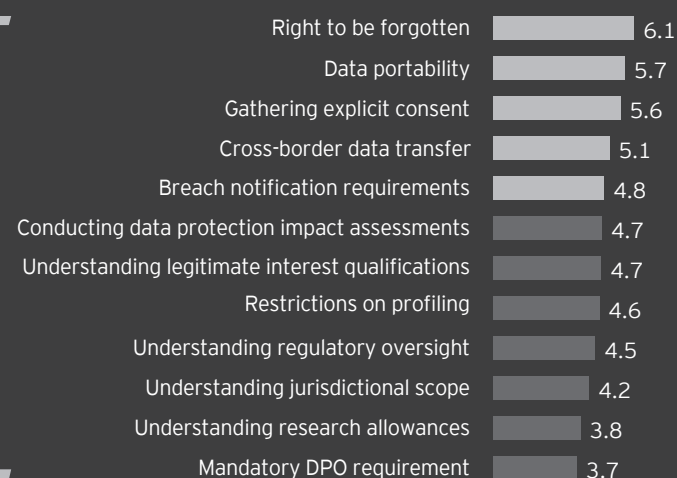 Right to be forgotten 6.1
Data portability 5.7
Gathering explicit consent 5.6
Cross-border data transfer 5.1
Breach notification requirements 4.8
Conducting data protection impact assessments 4.7
Understanding legitimate interest qualifications 4.7
Restrictions on profiling 4.6
Understanding regulatory oversight 4.5
Understanding jurisdictional scope 4.2
Understanding research allowances 3.8
Mandatory DPO requirement 3.7